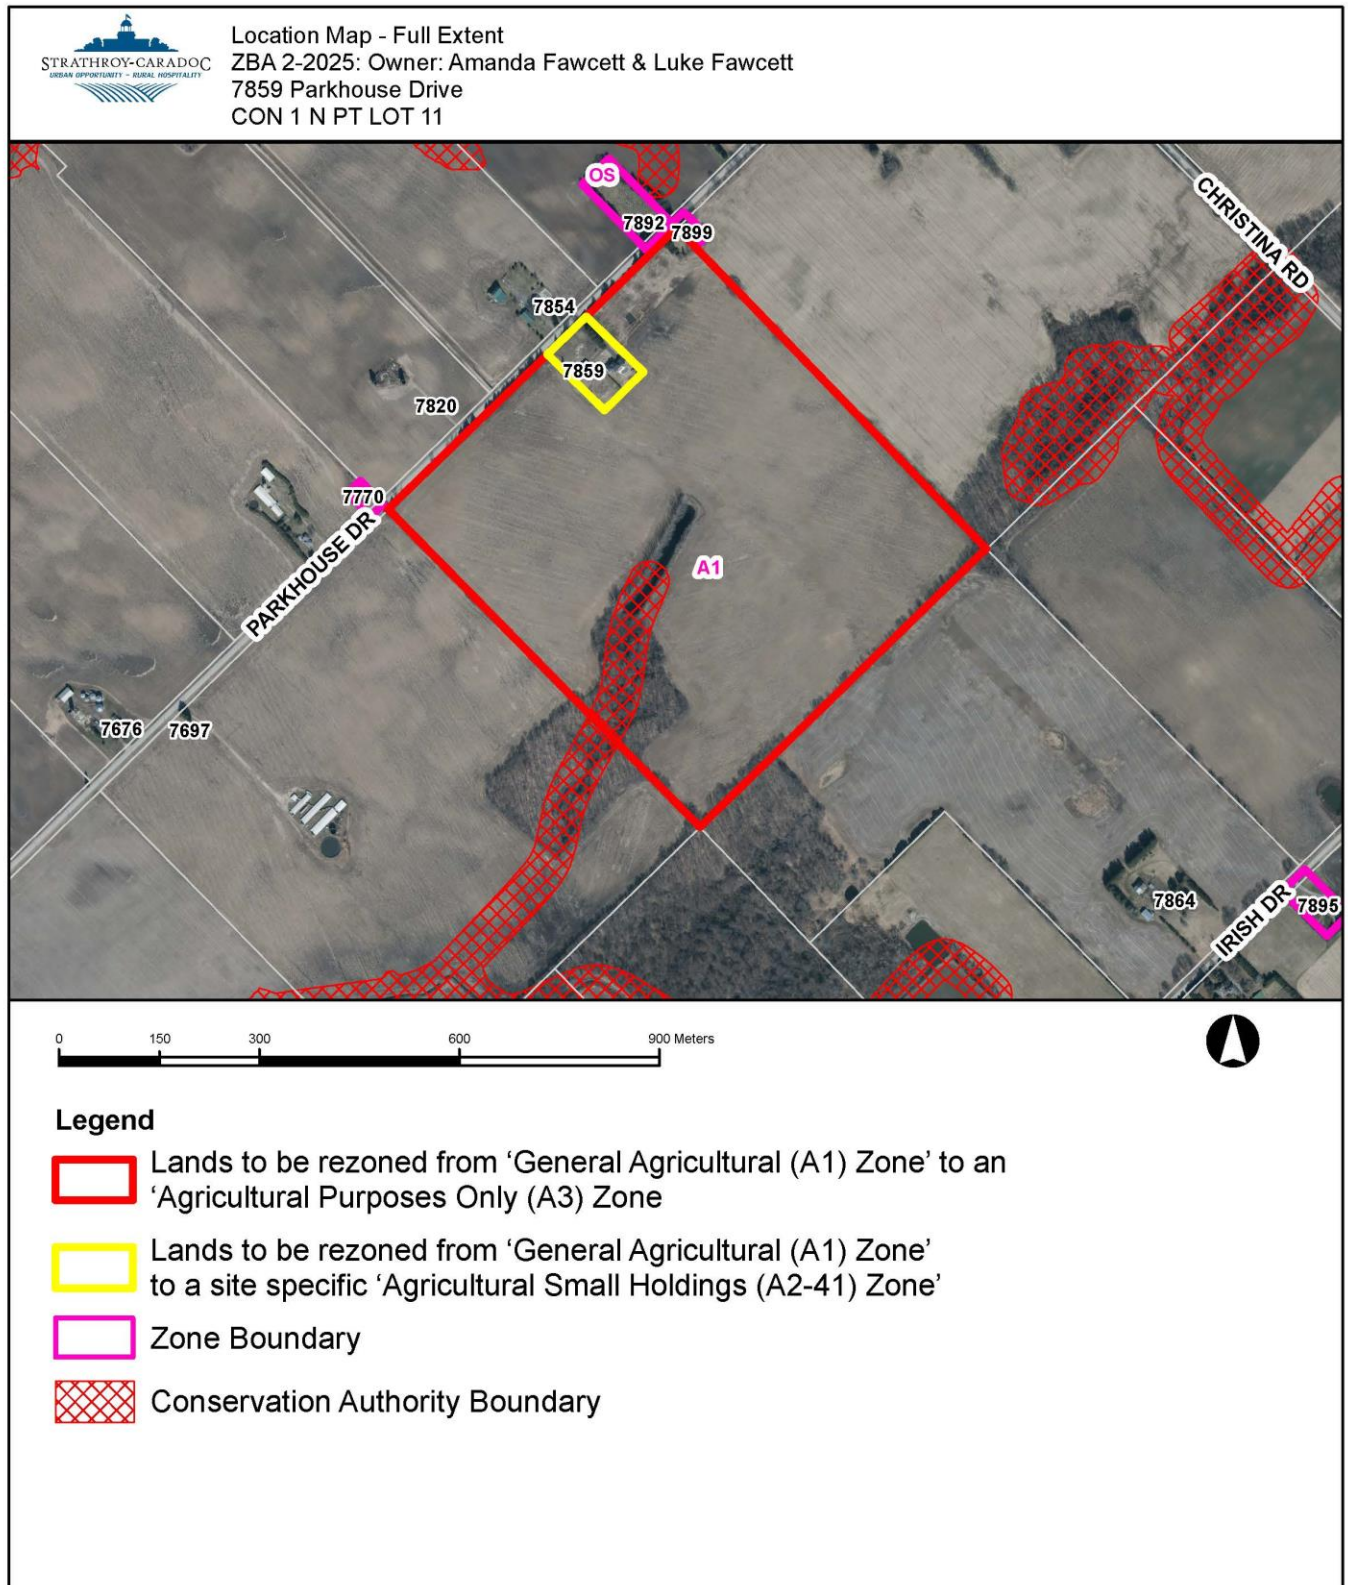 STRATHROY-CARADOC
URBAN OPPORTUNITY ~ RURAL HOSPITALITY
Location Map - Full Extent
ZBA 2-2025: Owner: Amanda Fawcett & Luke Fawcett
7859 Parkhouse Drive
CON 1 N PT LOT 11
OS
7892
7899
CHRISTINA RD
7854
7859
7820
7770
PARKHOUSE DR
A1
7676
7697
7864
IRISH DR
7895
0 150 300 600 900 Meters
Legend
Lands to be rezoned from ‘General Agricultural (A1) Zone’ to an
‘Agricultural Purposes Only (A3) Zone
Lands to be rezoned from ‘General Agricultural (A1) Zone’
to a site specific ‘Agricultural Small Holdings (A2-41) Zone’
Zone Boundary
Conservation Authority Boundary